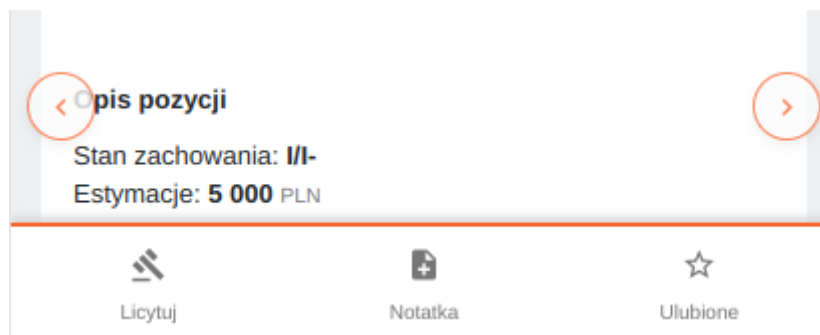 Opis pozycji
Stan zachowania: I/I-
Estymacje: 5 000 PLN
Licytuj
Notatka
Ulubione